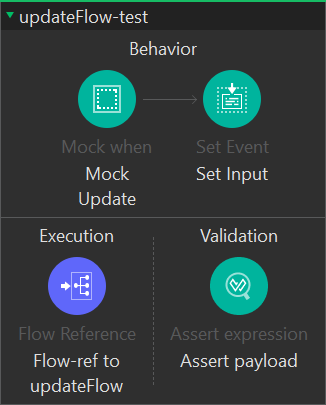 updateFlow-test
Behavior
Mock when
Set Event
Mock
Update
Set Input
Execution
Validation
Flow Reference
Assert expression
Flow-ref to
updateFlow
Assert payload